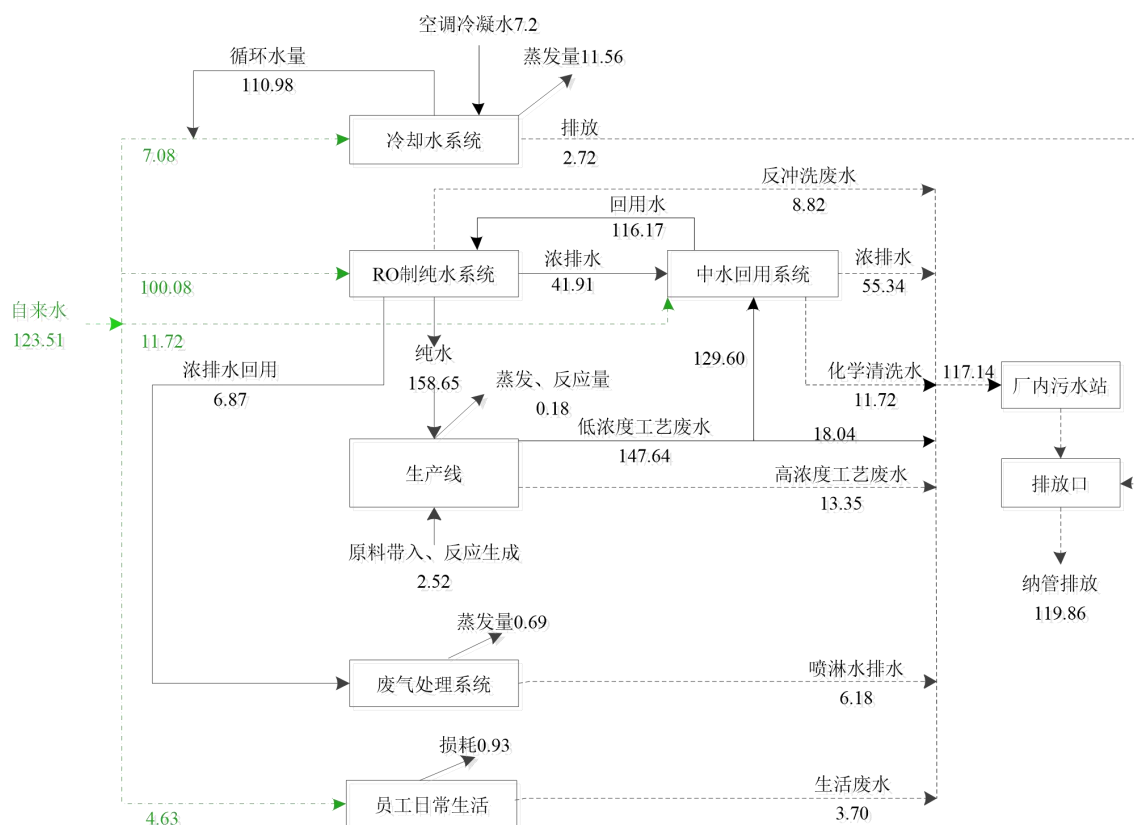 空调冷凝水7.2
循环水量
110.98
蒸发量11.56
冷却水系统
排放
2.72
7.08
反冲洗废水
8.82
回用水
116.17
RO制纯水系统
浓排水
41.91
中水回用系统
浓排水
55.34
100.08
自来水
123.51
11.72
纯水
158.65
129.60
浓排水回用
6.87
蒸发、反应量
0.18
化学清洗水
11.72
117.14
厂内污水站
低浓度工艺废水
147.64
18.04
生产线
高浓度工艺废水
13.35
排放口
原料带入、反应生成
2.52
纳管排放
119.86
蒸发量0.69
废气处理系统
喷淋水排水
6.18
损耗0.93
员工日常生活
生活废水
3.70
4.63